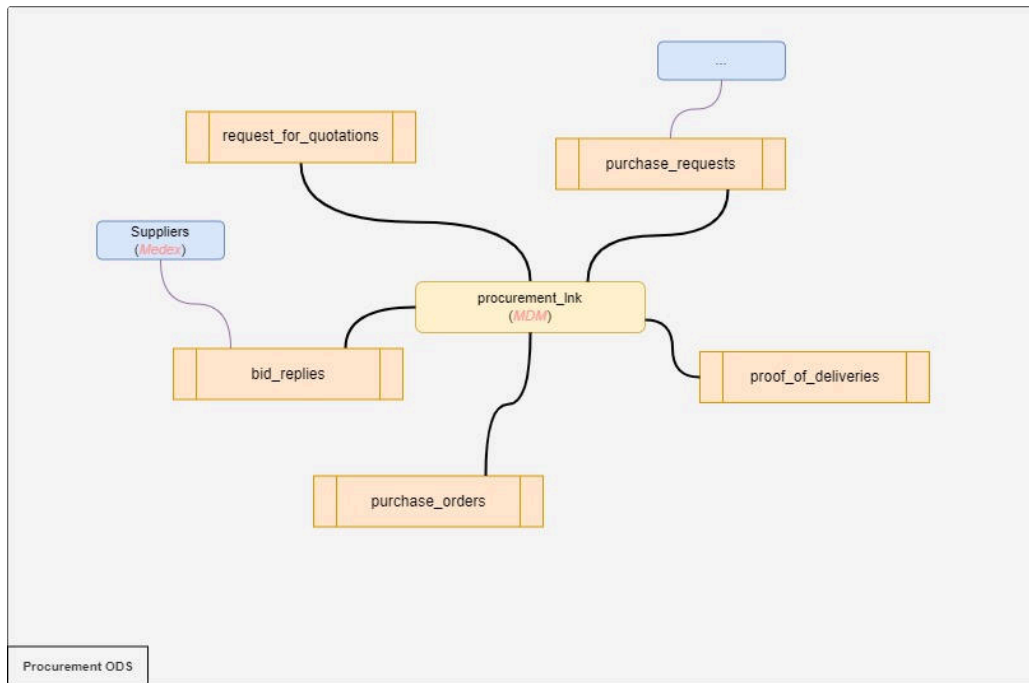 ...
request_for_quotations
purchase_requests
Suppliers
(Medex)
procurement_lnk
(MDM)
bid_replies
proof_of_deliveries
purchase_orders
Procurement ODS